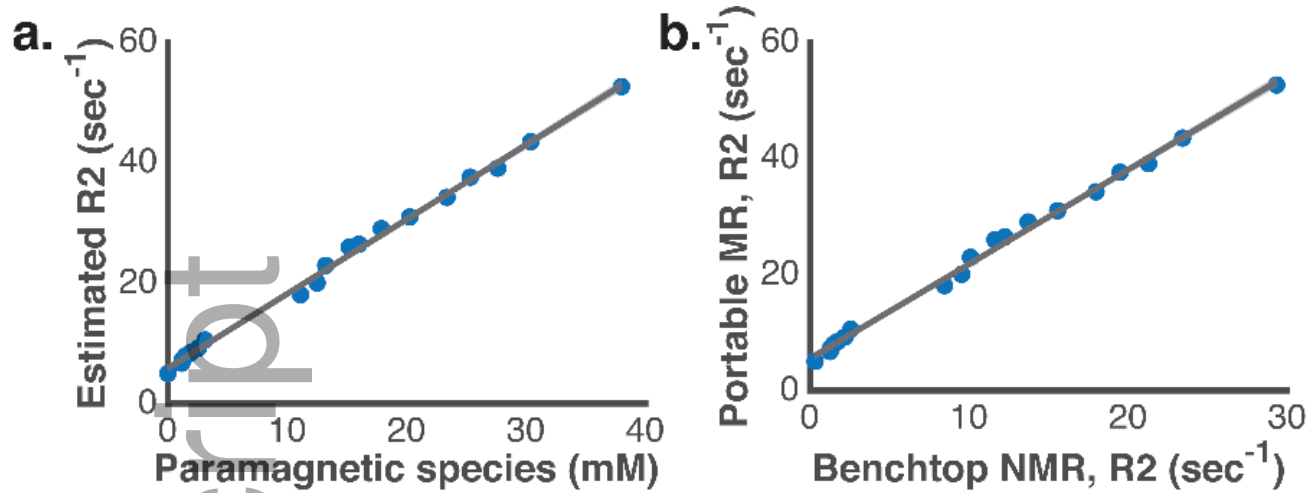 a.
Estimated R2 (sec⁻¹)
60
40
20
0
0 10 20 30 40
Paramagnetic species (mM)
b.
Portable MR, R2 (sec⁻¹)
60
40
20
0
0 10 20 30
Benchtop NMR, R2 (sec⁻¹)